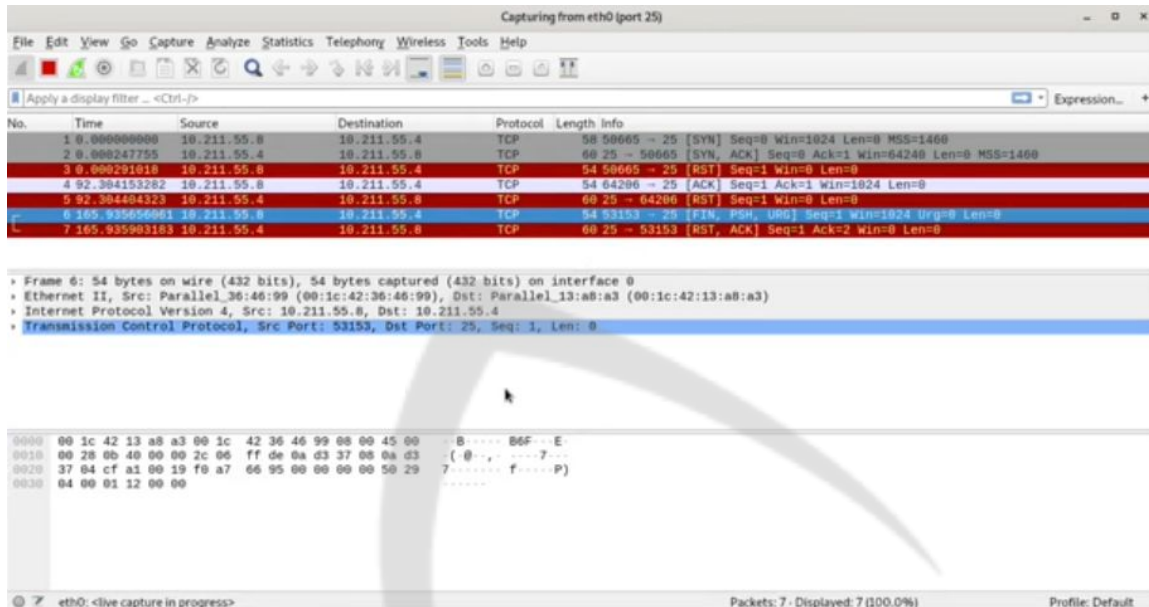 Capturing from eth0 (port 25)
File Edit View Go Capture Analyze Statistics Telephony Wireless Tools Help
Apply a display filter ... <Ctrl-/> Expression... +
No. Time Source Destination Protocol Length Info
1 0.000000000 10.211.55.8 10.211.55.4 TCP 58 50665 → 25 [SYN] Seq=0 Win=1024 Len=0 MSS=1460
2 0.000247755 10.211.55.4 10.211.55.8 TCP 60 25 → 50665 [SYN, ACK] Seq=0 Ack=1 Win=64240 Len=0 MSS=1460
3 0.000291018 10.211.55.8 10.211.55.4 TCP 54 50665 → 25 [RST] Seq=1 Win=0 Len=0
4 92.304153282 10.211.55.8 10.211.55.4 TCP 54 64206 → 25 [ACK] Seq=1 Ack=1 Win=1024 Len=0
5 92.304404323 10.211.55.4 10.211.55.8 TCP 60 25 → 64206 [RST] Seq=1 Win=0 Len=0
6 165.935656061 10.211.55.8 10.211.55.4 TCP 54 53153 → 25 [FIN, PSH, URG] Seq=1 Win=1024 Urg=0 Len=0
7 165.935903183 10.211.55.4 10.211.55.8 TCP 60 25 → 53153 [RST, ACK] Seq=1 Ack=2 Win=0 Len=0
Frame 6: 54 bytes on wire (432 bits), 54 bytes captured (432 bits) on interface 0
Ethernet II, Src: Parallel_36:46:99 (00:1c:42:36:46:99), Dst: Parallel_13:a8:a3 (00:1c:42:13:a8:a3)
Internet Protocol Version 4, Src: 10.211.55.8, Dst: 10.211.55.4
Transmission Control Protocol, Src Port: 53153, Dst Port: 25, Seq: 1, Len: 0
0000 00 1c 42 13 a8 a3 00 1c 42 36 46 99 08 00 45 00 ··B····· B6F···E·
0010 00 28 0b 40 00 00 2c 06 ff de 0a d3 37 08 0a d3 ·(·@··,· ····7···
0020 37 04 cf a1 00 19 f0 a7 66 95 00 00 00 00 50 29 7······· f·····P)
0030 04 00 01 12 00 00 ······
eth0: <live capture in progress> Packets: 7 · Displayed: 7 (100.0%) Profile: Default